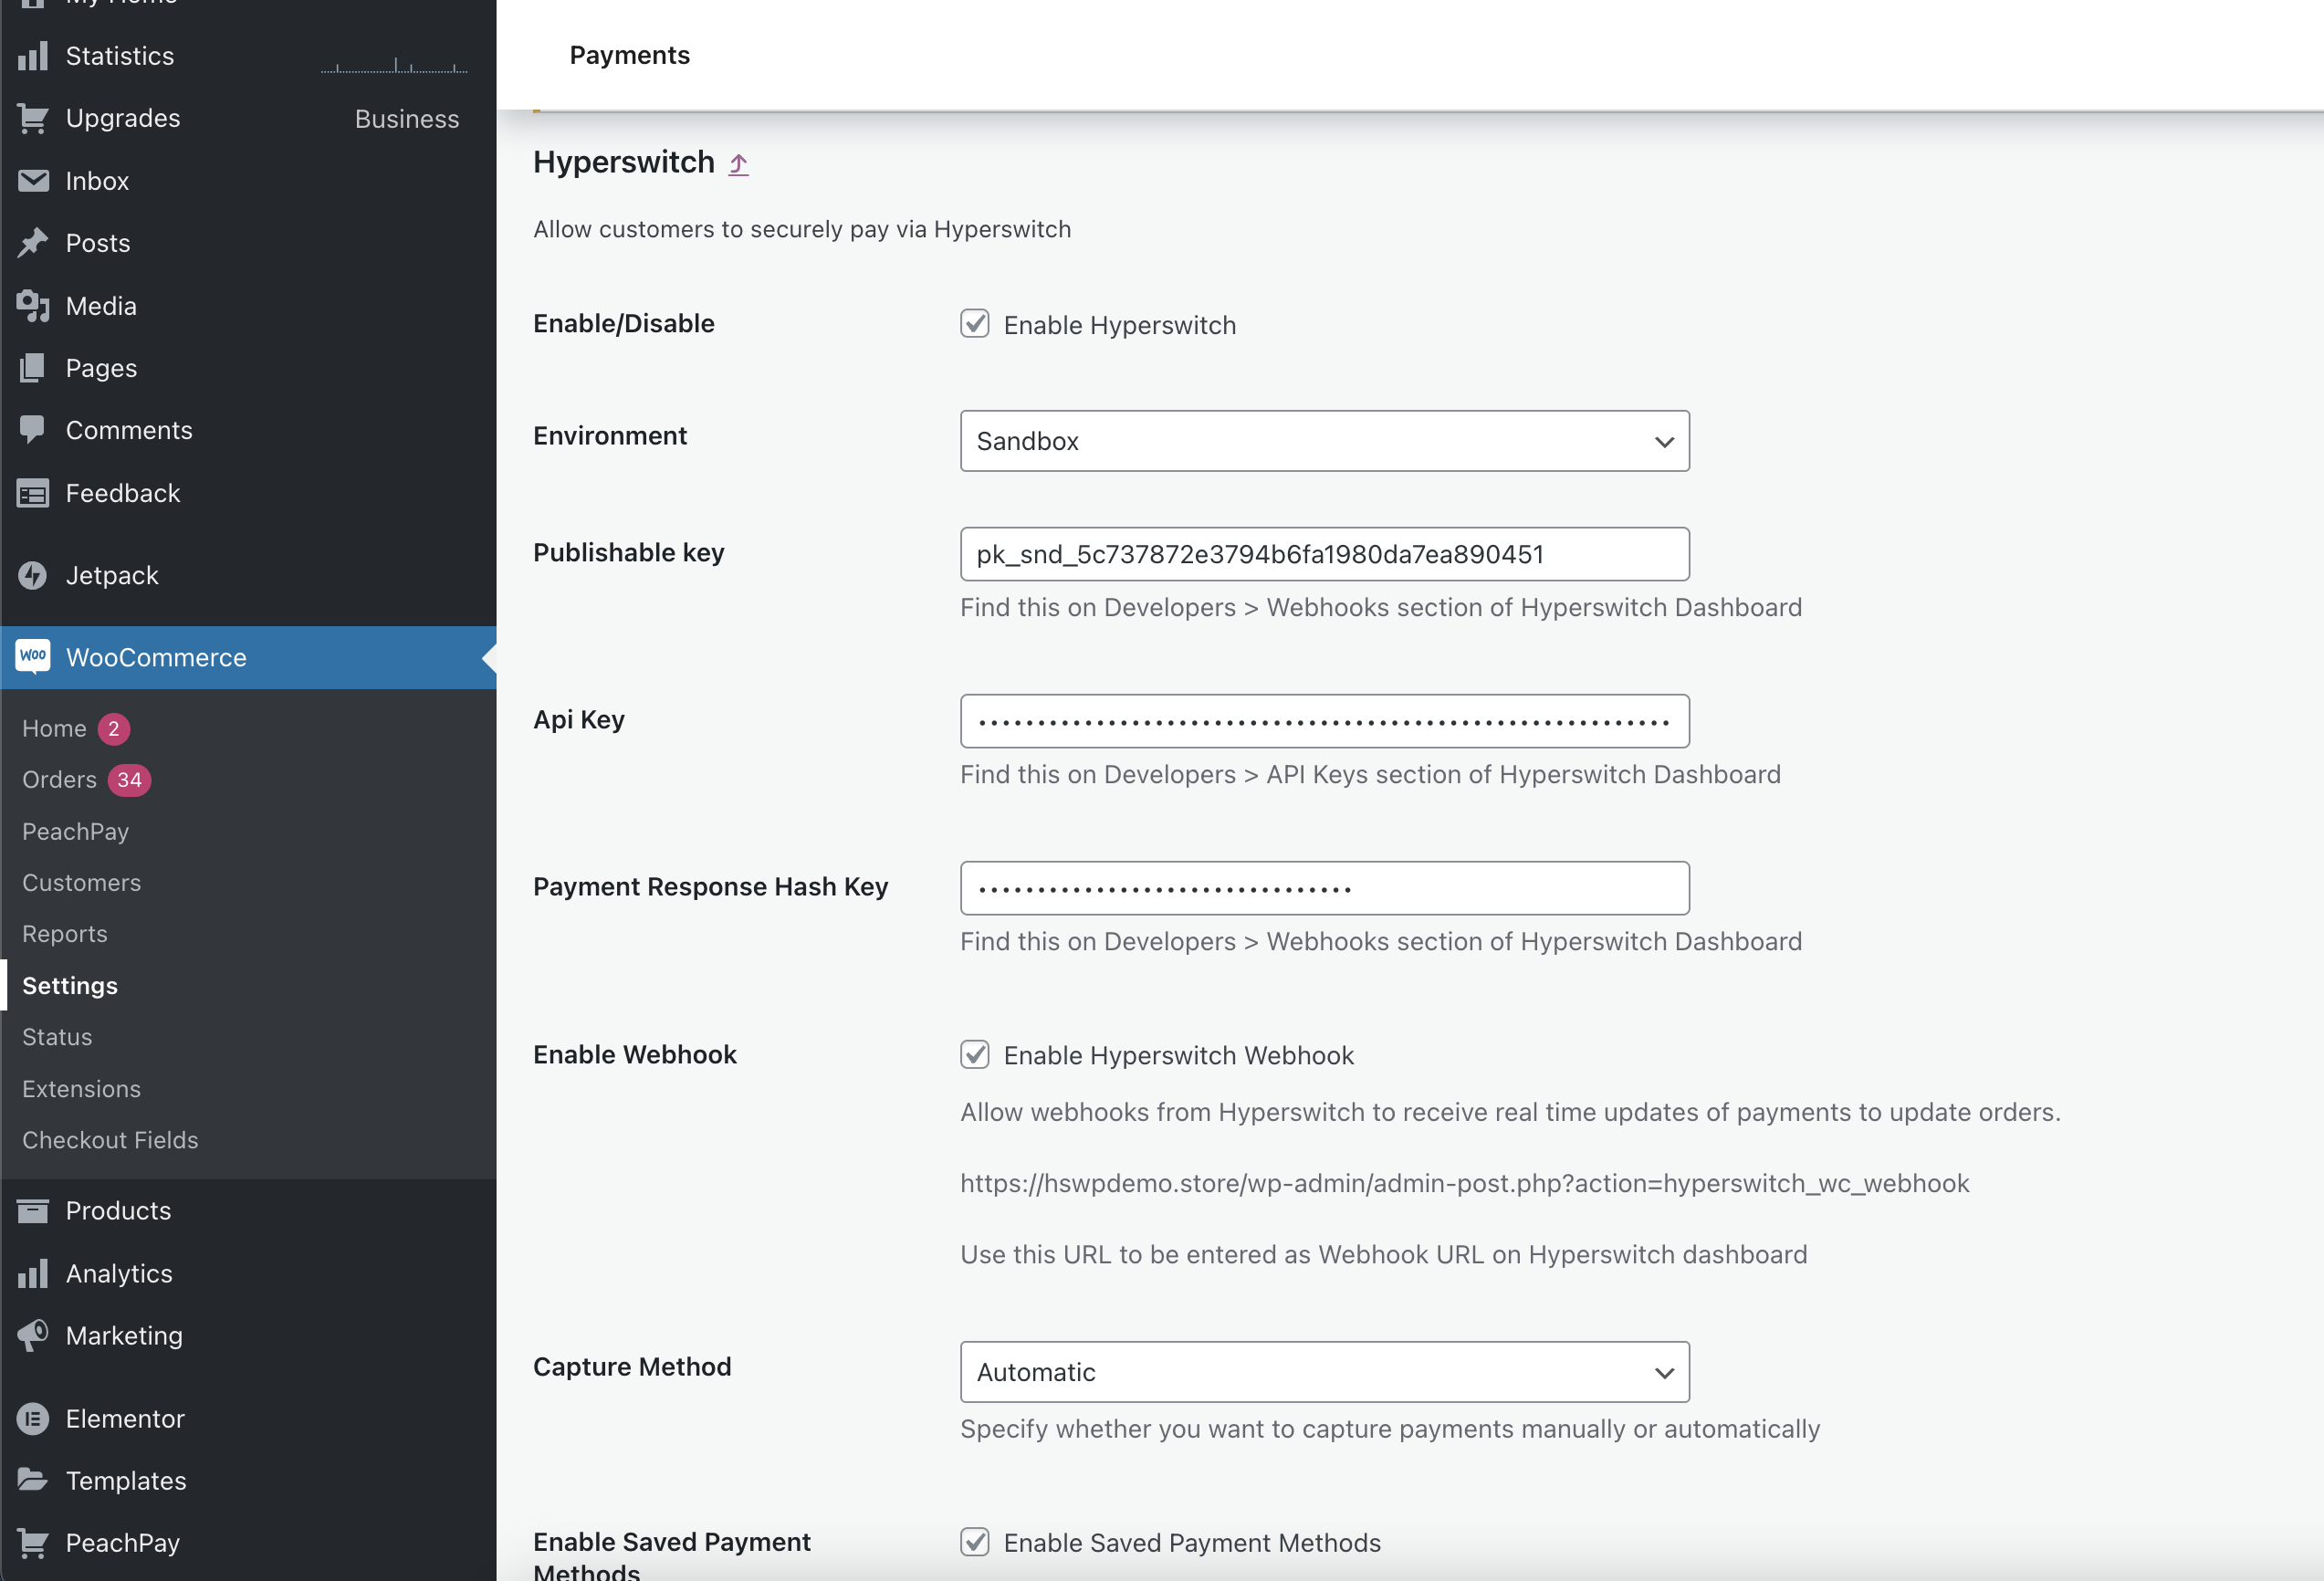 My Home
Statistics
Upgrades Business
Inbox
Posts
Media
Pages
Comments
Feedback
Jetpack
Woo WooCommerce
Home 2
Orders 34
PeachPay
Customers
Reports
Settings
Status
Extensions
Checkout Fields
Products
Analytics
Marketing
Elementor
Templates
PeachPay
Payments
Hyperswitch
Allow customers to securely pay via Hyperswitch
Enable/Disable Enable Hyperswitch
Environment Sandbox
Publishable key pk_snd_5c737872e3794b6fa1980da7ea890451
Find this on Developers > Webhooks section of Hyperswitch Dashboard
Api Key
Find this on Developers > API Keys section of Hyperswitch Dashboard
Payment Response Hash Key
Find this on Developers > Webhooks section of Hyperswitch Dashboard
Enable Webhook Enable Hyperswitch Webhook
Allow webhooks from Hyperswitch to receive real time updates of payments to update orders.
https://hswpdemo.store/wp-admin/admin-post.php?action=hyperswitch_wc_webhook
Use this URL to be entered as Webhook URL on Hyperswitch dashboard
Capture Method Automatic
Specify whether you want to capture payments manually or automatically
Enable Saved Payment Enable Saved Payment Methods
Methods